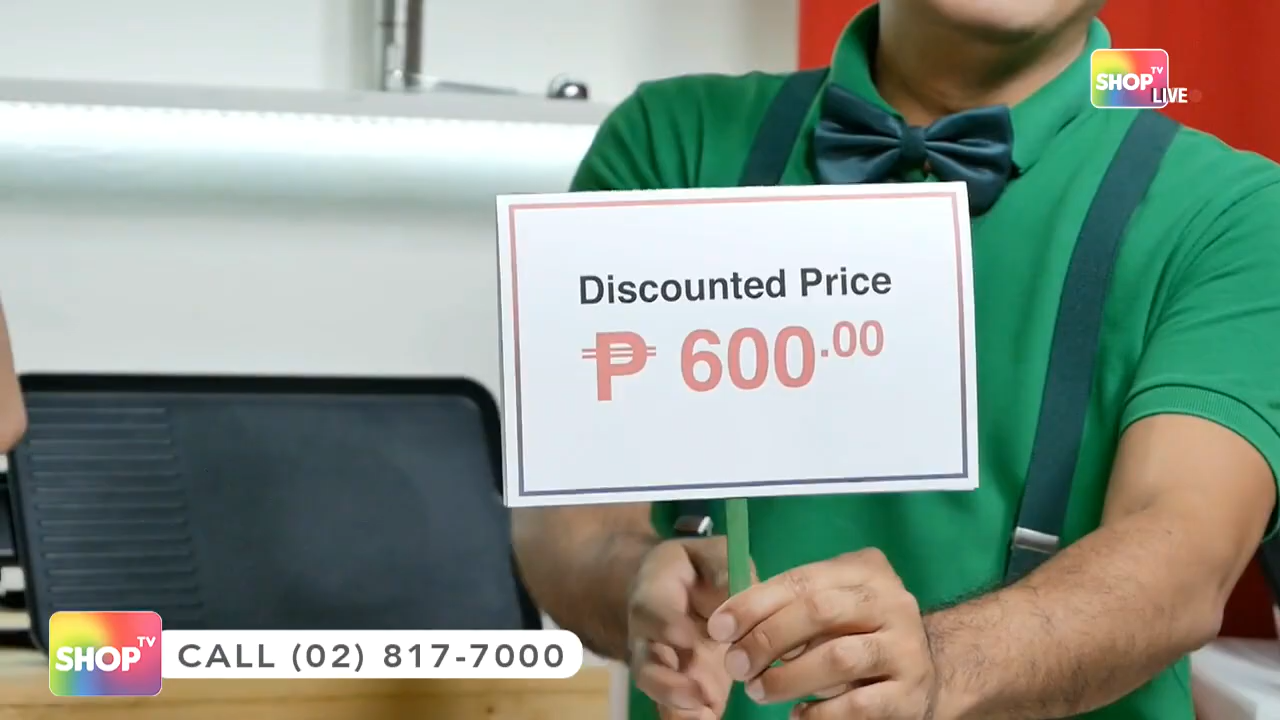 SHOP TV
LIVE
Discounted Price
₱ 600.00
SHOP TV
CALL (02) 817-7000